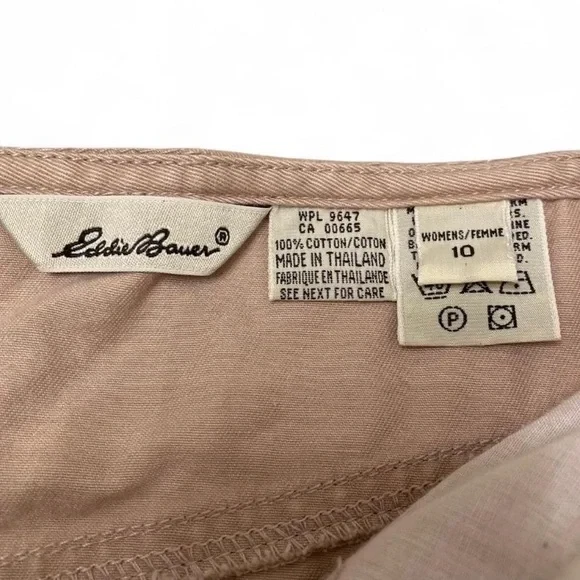 Eddie Bauer®
WPL 9647
CA 00665
100% COTTON/COTON
MADE IN THAILAND
FABRIQUE EN THAILANDE
SEE NEXT FOR CARE
WOMENS/FEMME
10
P